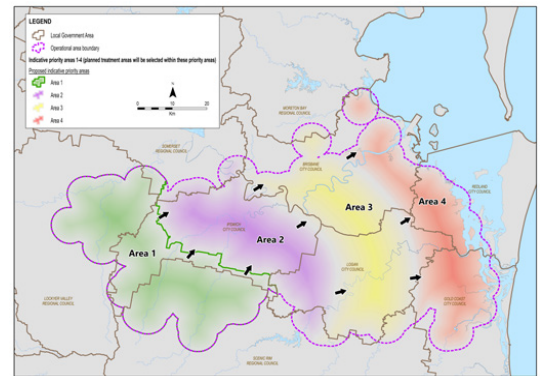 LEGEND
Local Government Area
Operational area boundary
Indicative priority areas 1-4 (planned treatment areas will be selected within these priority areas)
Proposed indicative priority areas
Area 1
Area 2
Area 3
Area 4
N
0 10 20
Km
MORETON BAY
REGIONAL COUNCIL
SOMERSET
REGIONAL COUNCIL
BRISBANE
CITY COUNCIL
REDLAND
CITY COUNCIL
Area 4
Area 3
IPSWICH
CITY COUNCIL
Area 2
Area 1
LOGAN
CITY COUNCIL
LOCKYER VALLEY
REGIONAL COUNCIL
GOLD COAST
CITY COUNCIL
SCENIC RIM
REGIONAL COUNCIL